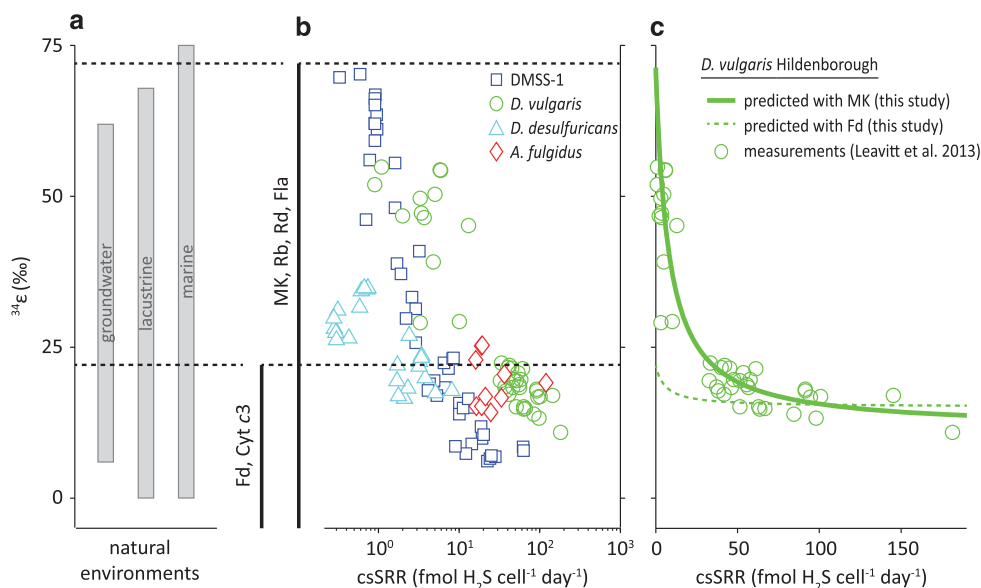 a
b
c
75
50
25
0
³⁴ε (‰)
groundwater
lacustrine
marine
natural
environments
Fd, Cyt c3
MK, Rb, Rd, Fla
DMSS-1
D. vulgaris
D. desulfuricans
A. fulgidus
10⁰
10¹
10²
10³
csSRR (fmol H₂S cell⁻¹ day⁻¹)
D. vulgaris Hildenborough
predicted with MK (this study)
predicted with Fd (this study)
measurements (Leavitt et al. 2013)
0
50
100
150
csSRR (fmol H₂S cell⁻¹ day⁻¹)